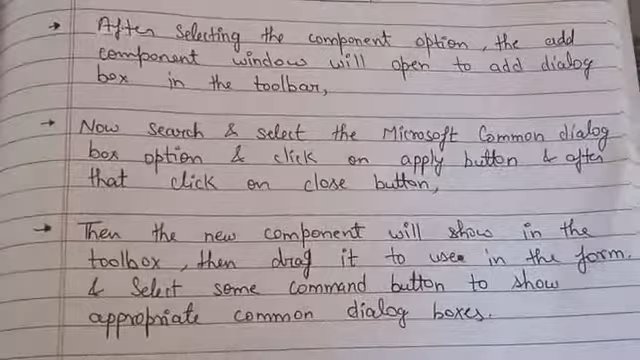 → After selecting the component option, the add
component window will open to add dialog
box in the toolbar,
→ Now search & select the Microsoft Common dialog
box option & click on apply button & after
that click on close button,
→ Then the new component will show in the
toolbox, then drag it to use in the form.
& Select some command button to show
appropriate common dialog boxes.